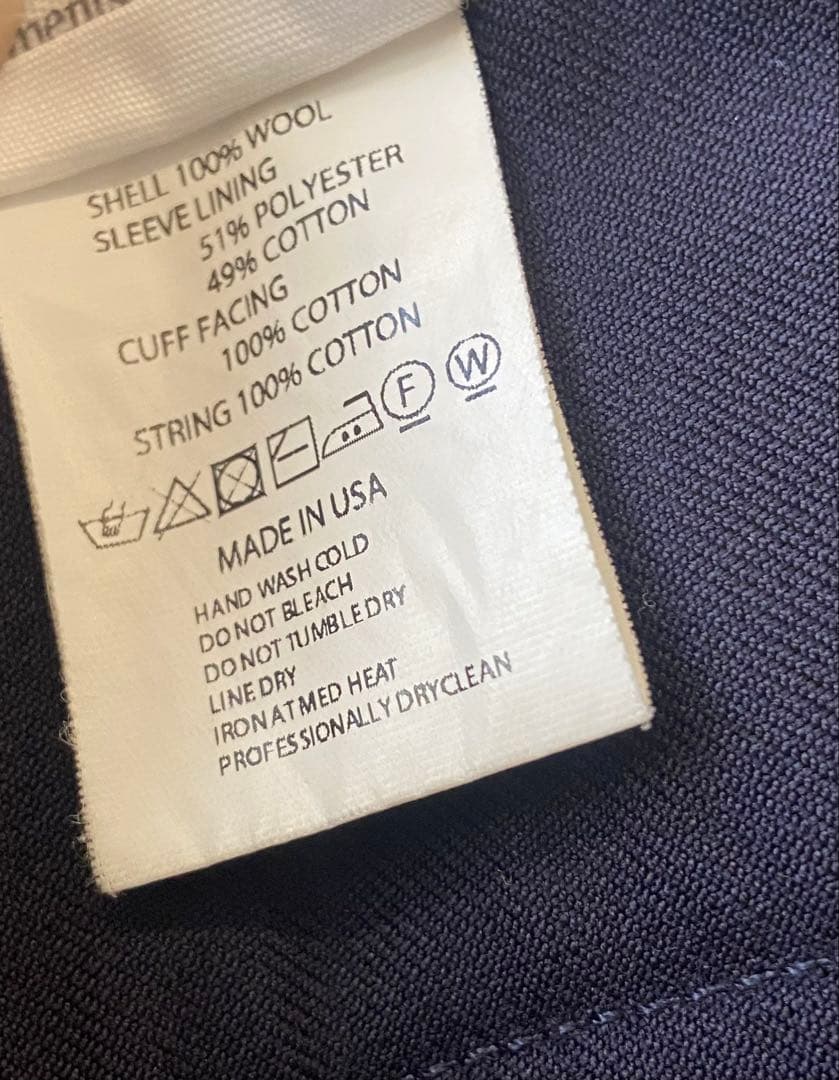 SHELL 100% WOOL
SLEEVE LINING
51% POLYESTER
49% COTTON
CUFF FACING
100% COTTON
STRING 100% COTTON
F W
MADE IN USA
HAND WASH COLD
DO NOT BLEACH
DO NOT TUMBLE DRY
LINE DRY
IRON AT MED HEAT
PROFESSIONALLY DRYCLEAN